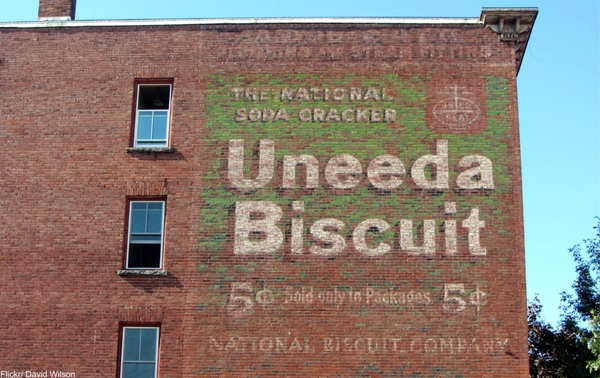 THE NATIONAL
SODA CRACKER
Uneeda
Biscuit
5¢ Sold only in Packages 5¢
NATIONAL BISCUIT COMPANY
Flickr/ David Wilson